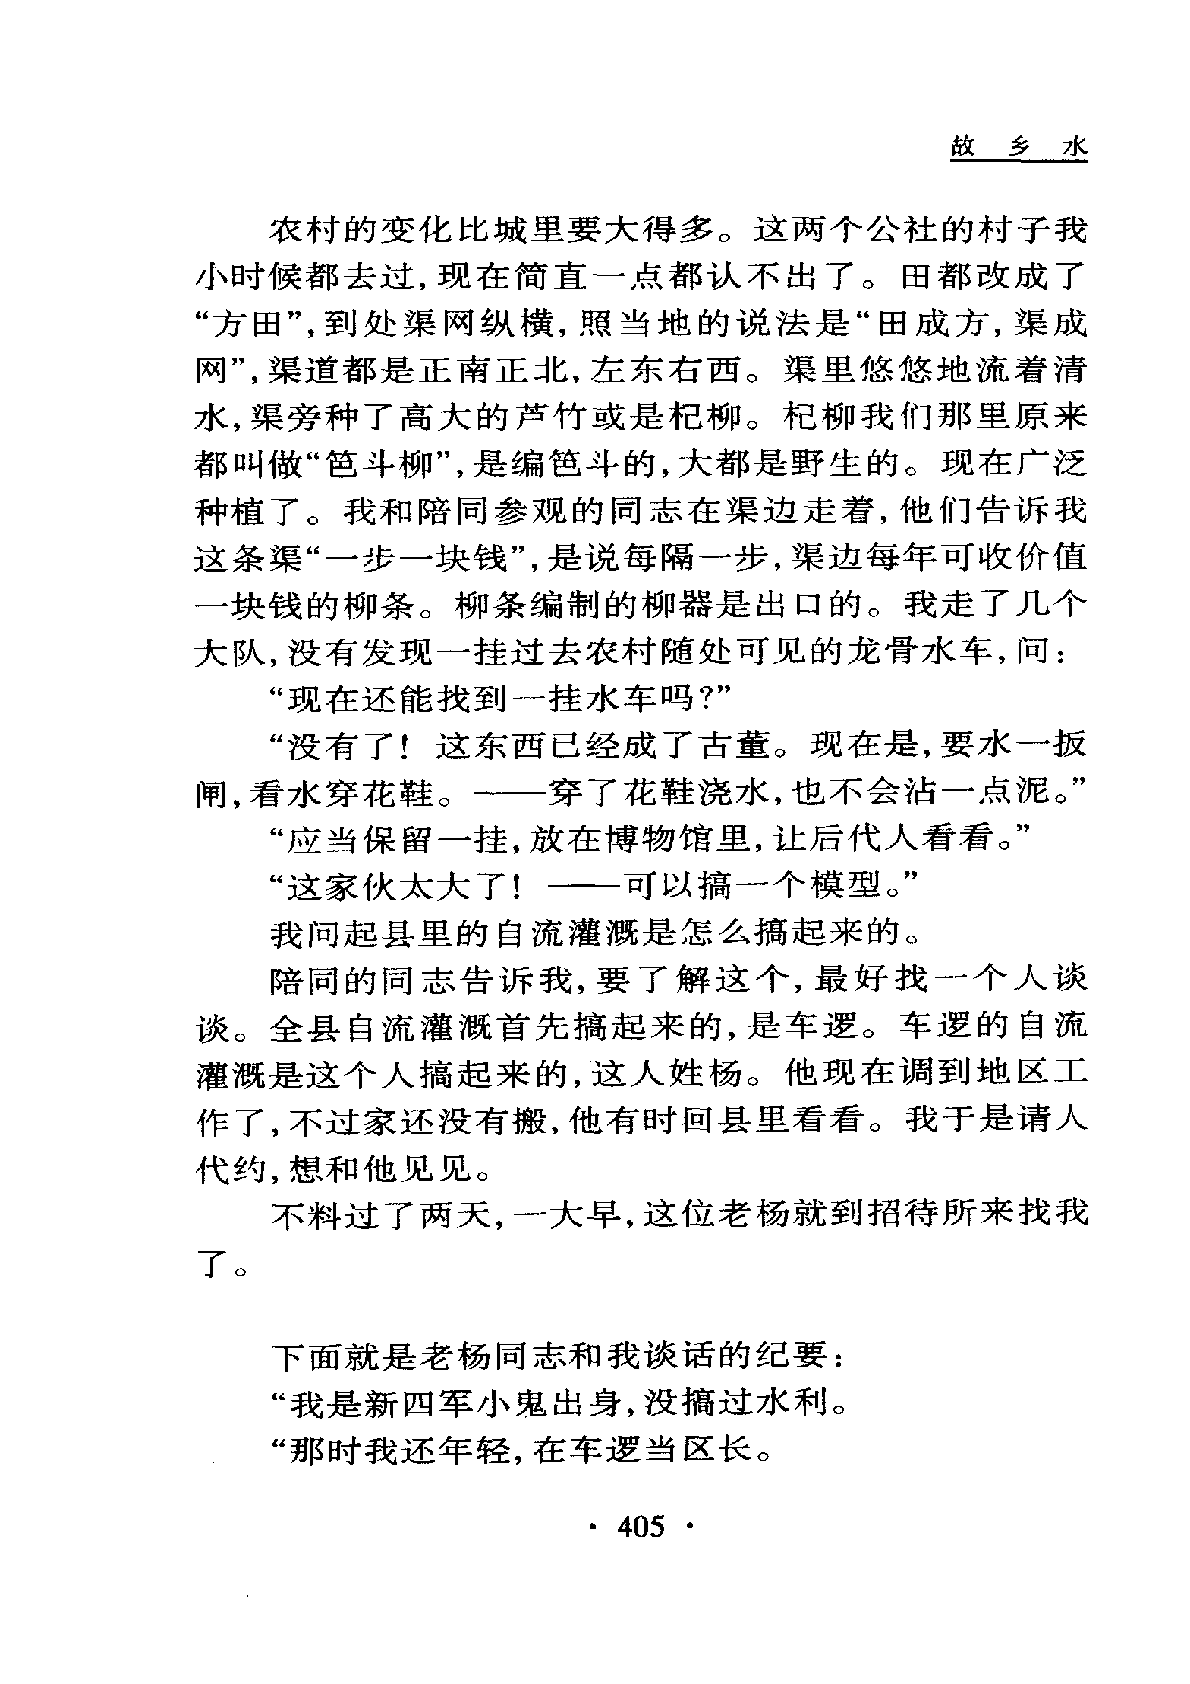 故乡水
农村的变化比城里要大得多。这两个公社的村子我
小时候都去过,现在简直一点都认不出了。田都改成了
“方田”,到处渠网纵横,照当地的说法是“田成方,渠成
网”,渠道都是正南正北,左东右西。渠里悠悠地流着清
水,渠旁种了高大的芦竹或是杞柳。杞柳我们那里原来
都叫做“笆斗柳”,是编笆斗的,大都是野生的。现在广泛
种植了。我和陪同参观的同志在渠边走着,他们告诉我
这条渠“一步一块钱”,是说每隔一步,渠边每年可收价值
一块钱的柳条。柳条编制的柳器是出口的。我走了几个
大队,没有发现一挂过去农村随处可见的龙骨水车,问:
“现在还能找到一挂水车吗?”
“没有了! 这东西已经成了古董。现在是,要水一扳
闸,看水穿花鞋。——穿了花鞋浇水,也不会沾一点泥。”
“应当保留一挂,放在博物馆里,让后代人看看。”
“这家伙太大了! ——可以搞一个模型。”
我问起县里的自流灌溉是怎么搞起来的。
陪同的同志告诉我,要了解这个,最好找一个人谈
谈。全县自流灌溉首先搞起来的,是车逻。车逻的自流
灌溉是这个人搞起来的,这人姓杨。他现在调到地区工
作了,不过家还没有搬,他有时回县里看看。我于是请人
代约,想和他见见。
不料过了两天,一大早,这位老杨就到招待所来找我
了。
下面就是老杨同志和我谈话的纪要:
“我是新四军小鬼出身,没搞过水利。
“那时我还年轻,在车逻当区长。
· 405 ·